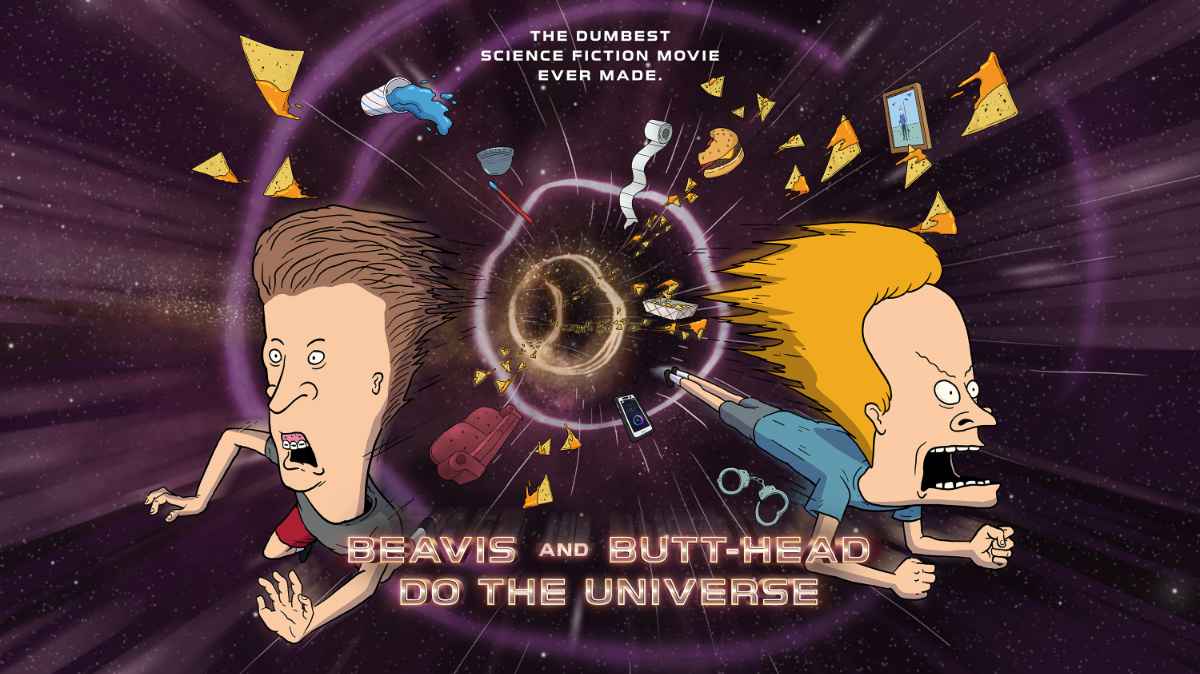 THE DUMBEST
SCIENCE FICTION MOVIE
EVER MADE.
BEAVIS AND BUTT-HEAD
DO THE UNIVERSE